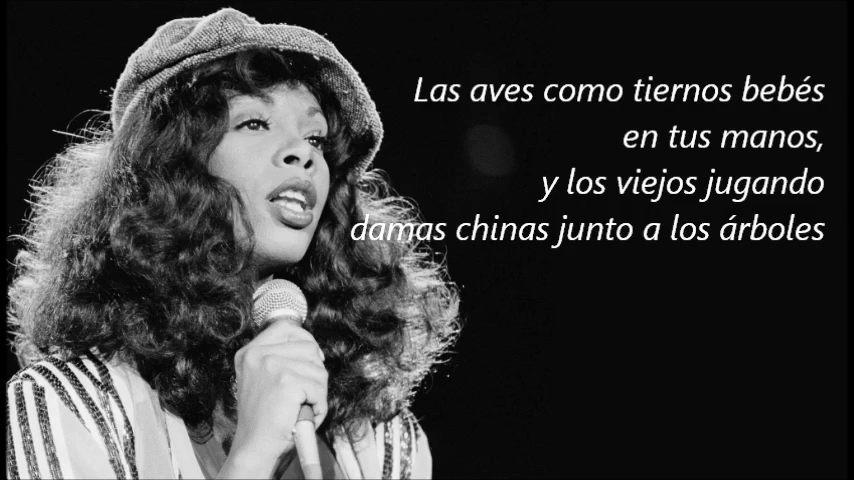 Las aves como tiernos bebés
en tus manos,
y los viejos jugando
damas chinas junto a los árboles